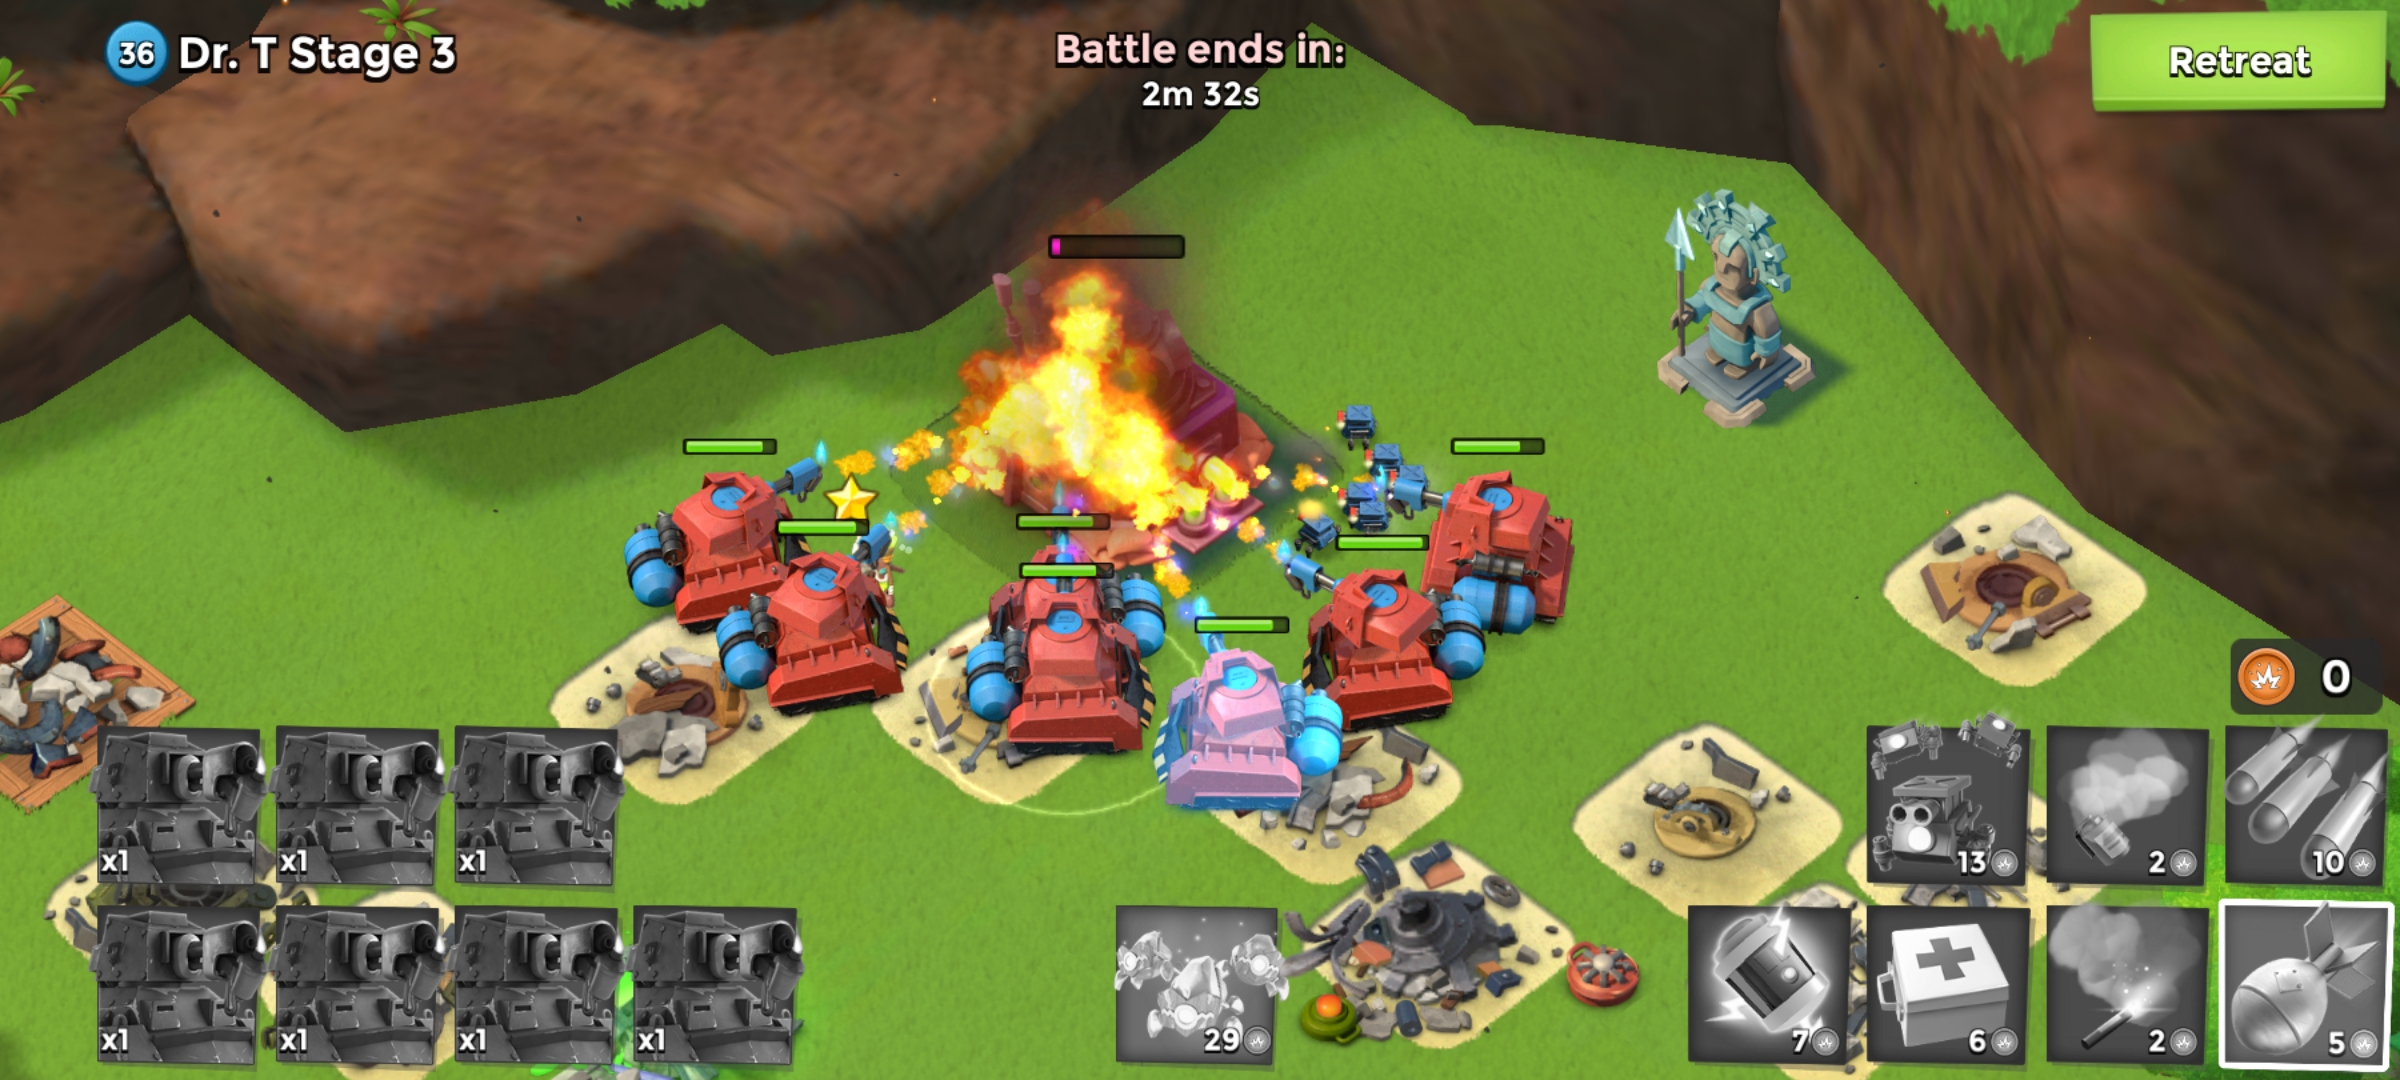 36 Dr. T Stage 3
Battle ends in:
2m 32s
Retreat
0
x1 x1 x1
13 2 10
x1 x1 x1 x1
29 7 6 2 5